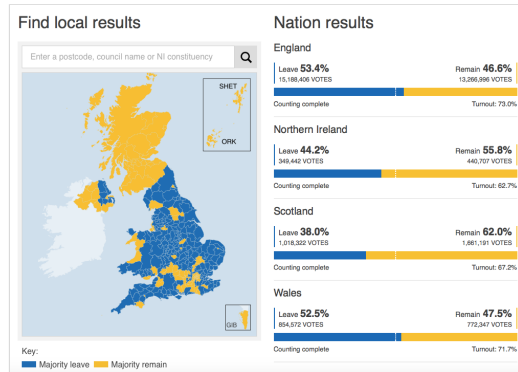 Find local results
Enter a postcode, council name or NI constituency
SHET
ORK
GIB
Key:
Majority leave Majority remain
Nation results
England
Leave 53.4% Remain 46.6%
15,188,406 VOTES 13,266,996 VOTES
Counting complete Turnout: 73.0%
Northern Ireland
Leave 44.2% Remain 55.8%
349,442 VOTES 440,707 VOTES
Counting complete Turnout: 62.7%
Scotland
Leave 38.0% Remain 62.0%
1,018,322 VOTES 1,661,191 VOTES
Counting complete Turnout: 67.2%
Wales
Leave 52.5% Remain 47.5%
854,572 VOTES 772,347 VOTES
Counting complete Turnout: 71.7%